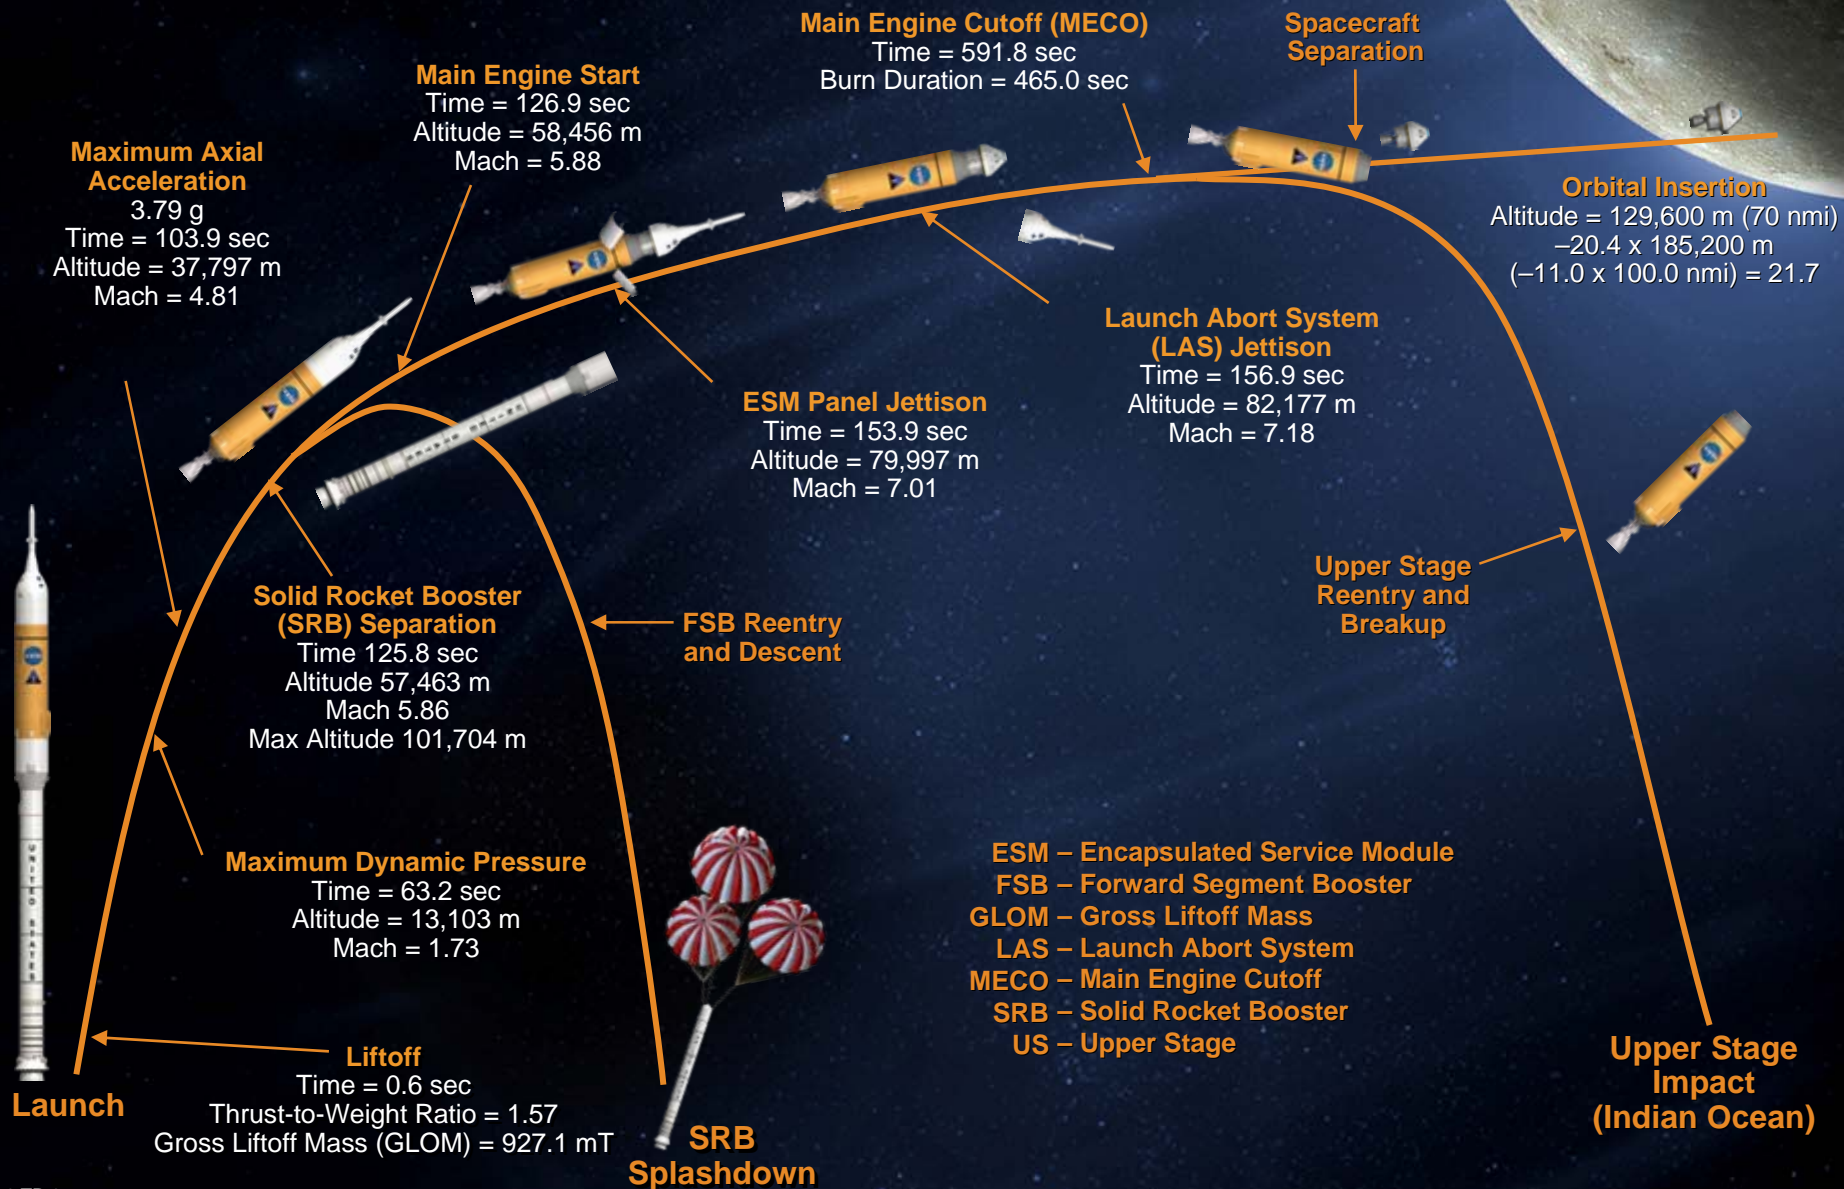 Main Engine Cutoff (MECO)
Time = 591.8 sec
Burn Duration = 465.0 sec
Spacecraft
Separation
Main Engine Start
Time = 126.9 sec
Altitude = 58,456 m
Mach = 5.88
Maximum Axial
Acceleration
3.79 g
Time = 103.9 sec
Altitude = 37,797 m
Mach = 4.81
Orbital Insertion
Altitude = 129,600 m (70 nmi)
–20.4 x 185,200 m
(–11.0 x 100.0 nmi) = 21.7
Launch Abort System
(LAS) Jettison
Time = 156.9 sec
Altitude = 82,177 m
Mach = 7.18
ESM Panel Jettison
Time = 153.9 sec
Altitude = 79,997 m
Mach = 7.01
Solid Rocket Booster
(SRB) Separation
Time 125.8 sec
Altitude 57,463 m
Mach 5.86
Max Altitude 101,704 m
FSB Reentry
and Descent
Upper Stage
Reentry and
Breakup
Maximum Dynamic Pressure
Time = 63.2 sec
Altitude = 13,103 m
Mach = 1.73
UNITED STATES
ESM – Encapsulated Service Module
FSB – Forward Segment Booster
GLOM – Gross Liftoff Mass
LAS – Launch Abort System
MECO – Main Engine Cutoff
SRB – Solid Rocket Booster
US – Upper Stage
Liftoff
Time = 0.6 sec
Thrust-to-Weight Ratio = 1.57
Gross Liftoff Mass (GLOM) = 927.1 mT
Launch
SRB
Splashdown
Upper Stage
Impact
(Indian Ocean)